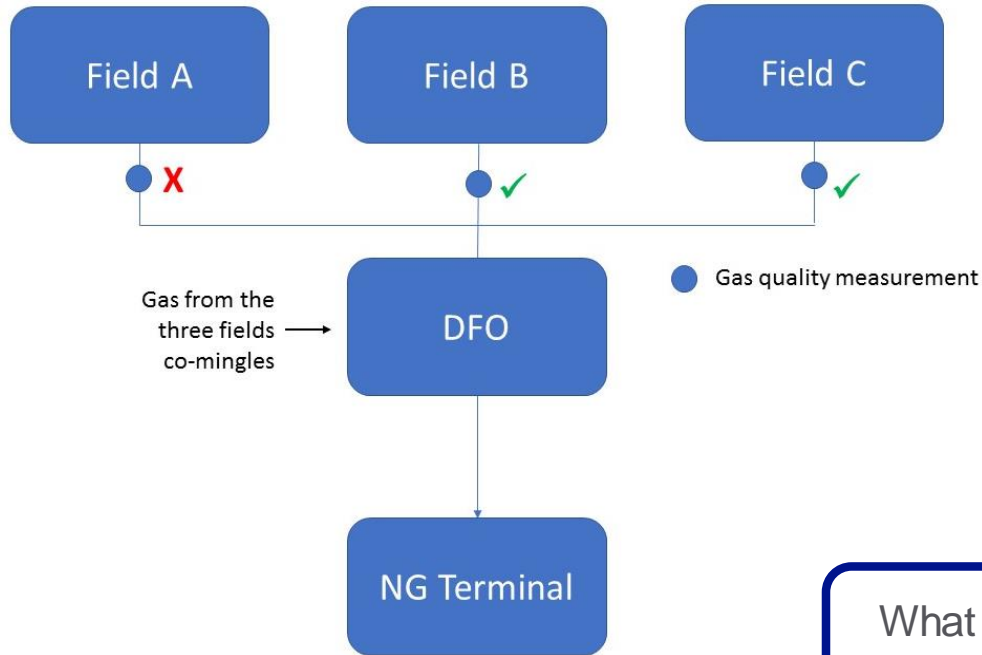 Field A
Field B
Field C
X
✓
✓
Gas quality measurement
Gas from the
three fields
co-mingles
DFO
NG Terminal
What